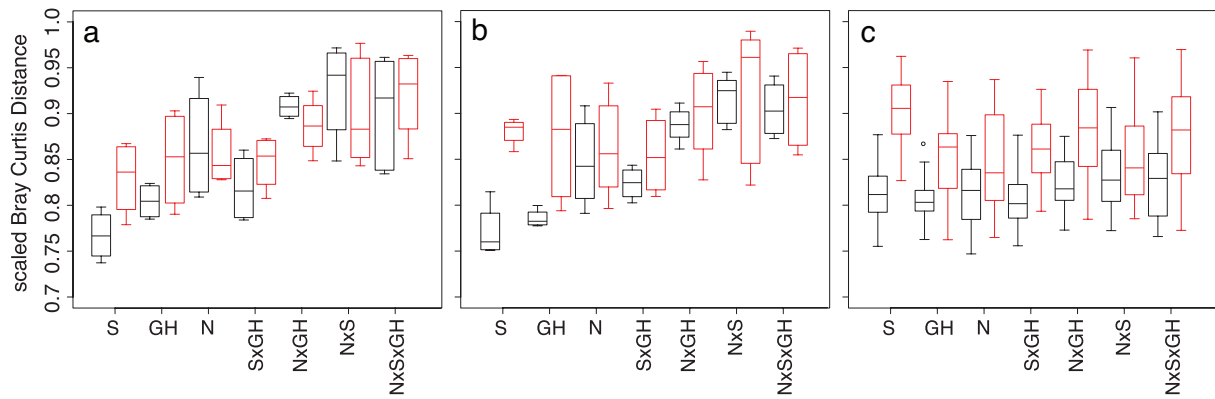 scaled Bray Curtis Distance
1.0
0.95
0.9
0.85
0.8
0.75
0.7
a
S
GH
N
SxGH
NxGH
NxS
NxSxGH
b
S
GH
N
SxGH
NxGH
NxS
NxSxGH
c
S
GH
N
SxGH
NxGH
NxS
NxSxGH